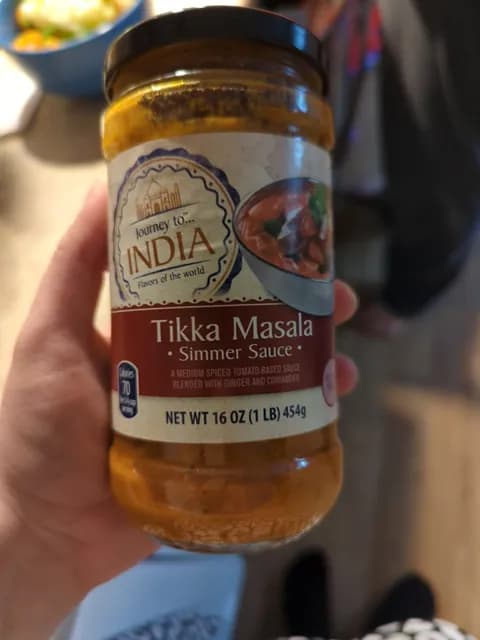 Journey to...
INDIA
Flavors of the world
Tikka Masala
• Simmer Sauce •
A MEDIUM SPICED TOMATO-BASED SAUCE
BLENDED WITH GINGER AND CORIANDER
Calories
70
NET WT 16 OZ (1 LB) 454g